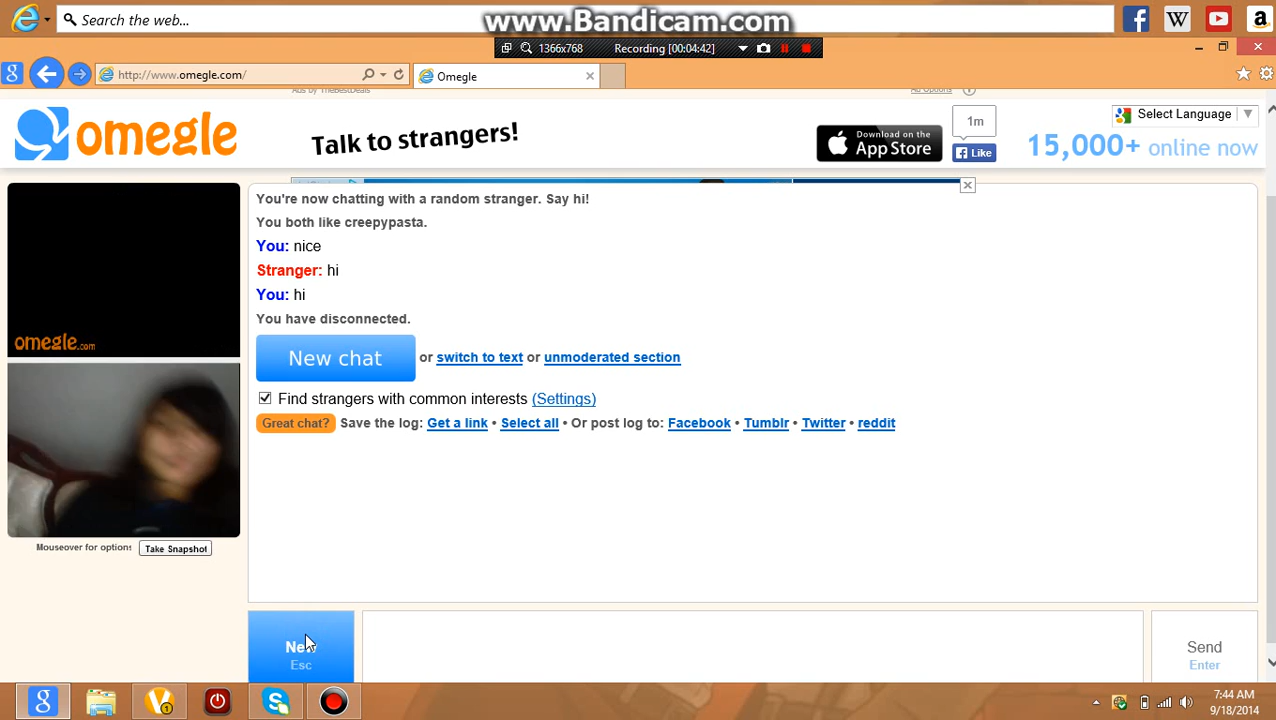 www.Bandicam.com
Search the web...
1366x768 Recording [00:04:42]
http://www.omegle.com/
Omegle
Ads by TheBestDeals
Ad Options
omegle
Talk to strangers!
Download on the
App Store
1m
Like
Select Language
15,000+ online now
You're now chatting with a random stranger. Say hi!
You both like creepypasta.
You: nice
Stranger: hi
You: hi
You have disconnected.
New chat or switch to text or unmoderated section
Find strangers with common interests (Settings)
Great chat? Save the log: Get a link • Select all • Or post log to: Facebook • Tumblr • Twitter • reddit
omegle.com
Mouseover for options Take Snapshot
Esc
Send
Enter
7:44 AM
9/18/2014